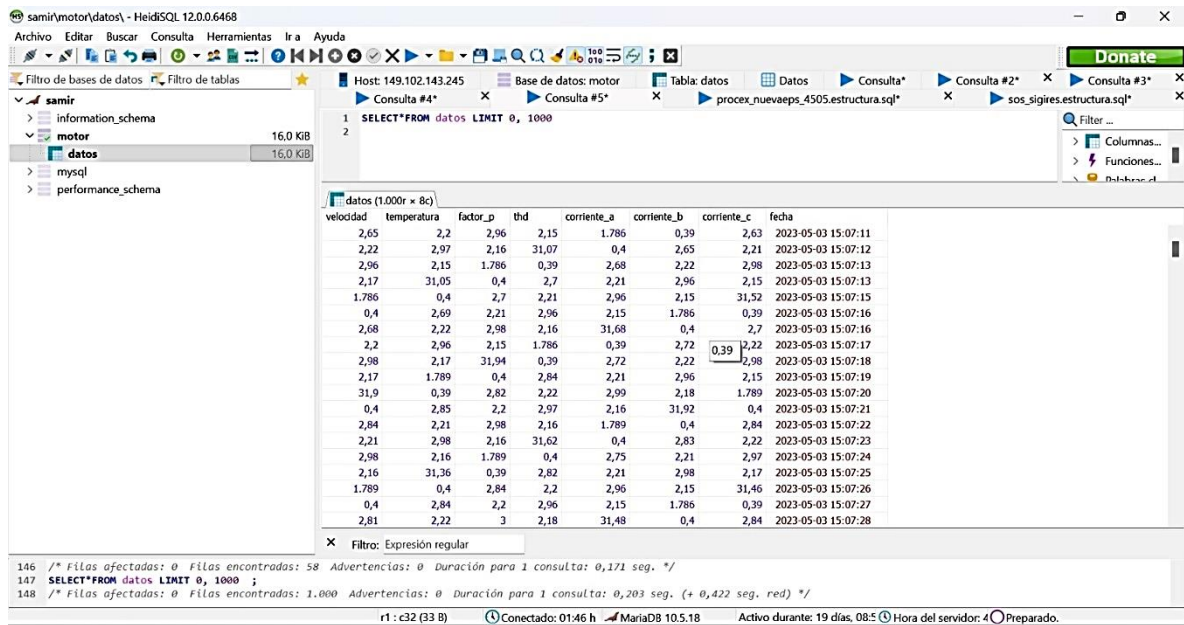 samir\motor\datos\ - HeidiSQL 12.0.0.6468
Archivo Editar Buscar Consulta Herramientas Ir a Ayuda
Donate
Filtro de bases de datos Filtro de tablas
Host: 149.102.143.245 Base de datos: motor Tabla: datos Datos Consulta* Consulta #2* Consulta #3*
Consulta #4* Consulta #5* procex_nuevaeps_4505.estructura.sql* sos_sigires.estructura.sql*
samir
information_schema
motor 16,0 KiB
datos 16,0 KiB
mysql
performance_schema
1 SELECT*FROM datos LIMIT 0, 1000
2
Filter ...
Columnas...
Funciones...
datos (1.000r × 8c)
velocidad temperatura factor_p thd corriente_a corriente_b corriente_c fecha
2,65 2,2 2,96 2,15 1.786 0,39 2,63 2023-05-03 15:07:11
2,22 2,97 2,16 31,07 0,4 2,65 2,21 2023-05-03 15:07:12
2,96 2,15 1.786 0,39 2,68 2,22 2,98 2023-05-03 15:07:13
2,17 31,05 0,4 2,7 2,21 2,96 2,15 2023-05-03 15:07:13
1.786 0,4 2,7 2,21 2,96 2,15 31,52 2023-05-03 15:07:15
0,4 2,69 2,21 2,96 2,15 1.786 0,39 2023-05-03 15:07:16
2,68 2,22 2,98 2,16 31,68 0,4 2,7 2023-05-03 15:07:16
2,2 2,96 2,15 1.786 0,39 2,72 2,22 2023-05-03 15:07:17
0,39
2,98 2,17 31,94 0,39 2,72 2,22 2,98 2023-05-03 15:07:18
2,17 1.789 0,4 2,84 2,21 2,96 2,15 2023-05-03 15:07:19
31,9 0,39 2,82 2,22 2,99 2,18 1.789 2023-05-03 15:07:20
0,4 2,85 2,2 2,97 2,16 31,92 0,4 2023-05-03 15:07:21
2,84 2,21 2,98 2,16 1.789 0,4 2,84 2023-05-03 15:07:22
2,21 2,98 2,16 31,62 0,4 2,83 2,22 2023-05-03 15:07:23
2,98 2,16 1.789 0,4 2,75 2,21 2,97 2023-05-03 15:07:24
2,16 31,36 0,39 2,82 2,21 2,98 2,17 2023-05-03 15:07:25
1.789 0,4 2,84 2,2 2,96 2,15 31,46 2023-05-03 15:07:26
0,4 2,84 2,2 2,96 2,15 1.786 0,39 2023-05-03 15:07:27
2,81 2,22 3 2,18 31,48 0,4 2,84 2023-05-03 15:07:28
Filtro: Expresión regular
146 /* Filas afectadas: 0 Filas encontradas: 58 Advertencias: 0 Duración para 1 consulta: 0,171 seg. */
147 SELECT*FROM datos LIMIT 0, 1000 ;
148 /* Filas afectadas: 0 Filas encontradas: 1.000 Advertencias: 0 Duración para 1 consulta: 0,203 seg. (+ 0,422 seg. red) */
r1 : c32 (33 B) Conectado: 01:46 h MariaDB 10.5.18 Activo durante: 19 días, 08:5 Hora del servidor: 4 Preparado.